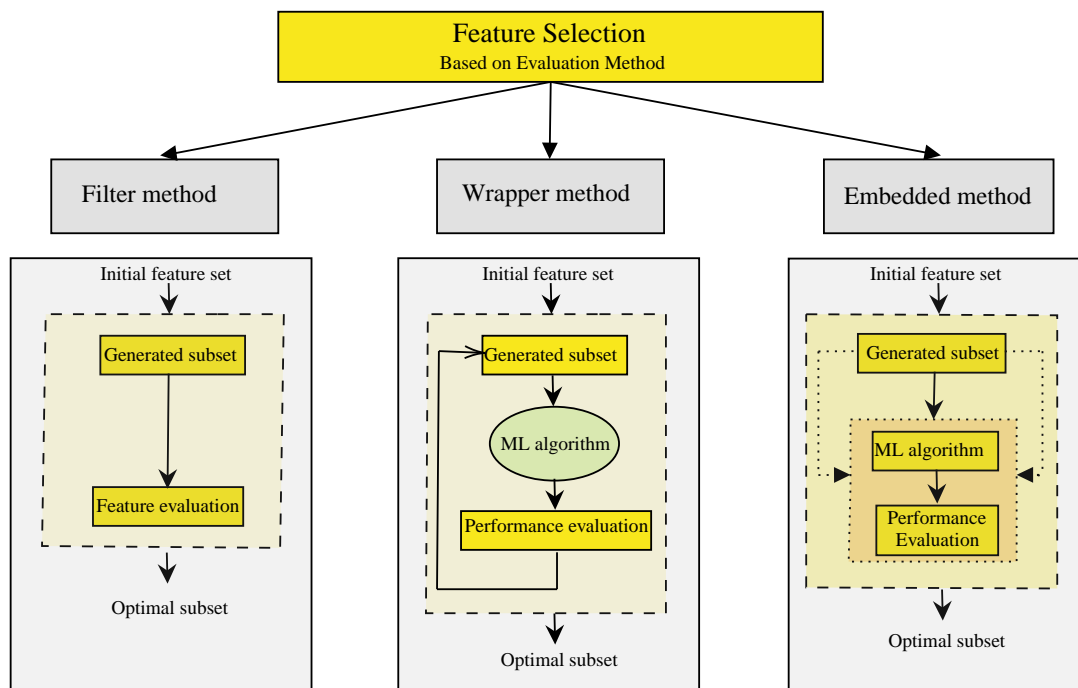 Feature Selection
Based on Evaluation Method
Filter method
Wrapper method
Embedded method
Initial feature set
Generated subset
Feature evaluation
Optimal subset
Initial feature set
Generated subset
ML algorithm
Performance evaluation
Optimal subset
Initial feature set
Generated subset
ML algorithm
Performance
Evaluation
Optimal subset